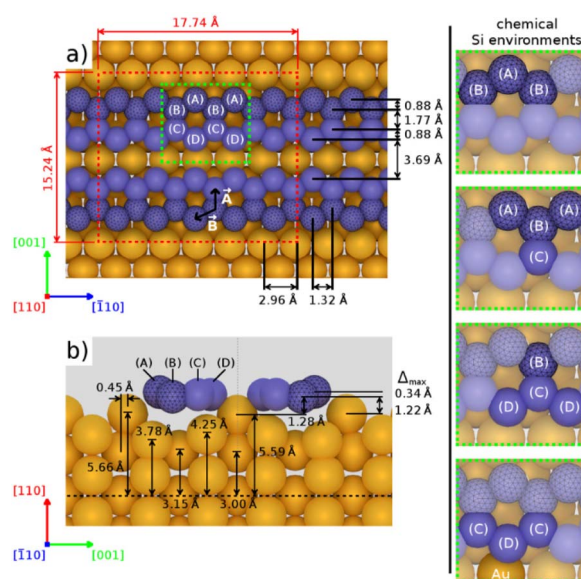 a)
17.74 Å
15.24 Å
(A) (A)
(B) (B)
(C) (C)
(D) (D)
A
B
0.88 Å
1.77 Å
0.88 Å
3.69 Å
2.96 Å
1.32 Å
[001]
[110]
[1̄10]
b)
(A)
(B)
(C)
(D)
0.45 Å
3.78 Å
4.25 Å
5.66 Å
3.15 Å
3.00 Å
5.59 Å
1.28 Å
Δmax
0.34 Å
1.22 Å
[110]
[1̄10]
[001]
chemical
Si environments
(A)
(B) (B)
(A) (A)
(B)
(C)
(B)
(C)
(D) (D)
(C) (C)
(D)
Au